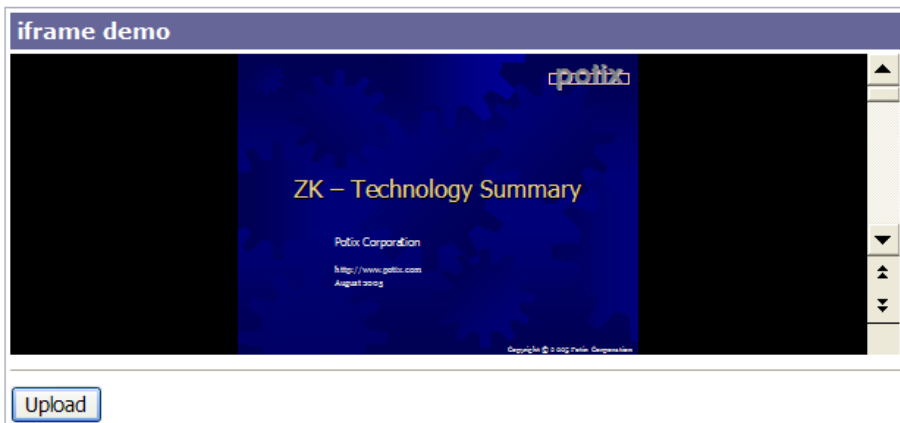 iframe demo
potix
ZK – Technology Summary
Potix Corporation
http://www.potix.com
August 2005
Copyright © 2005 Potix Corporation
Upload